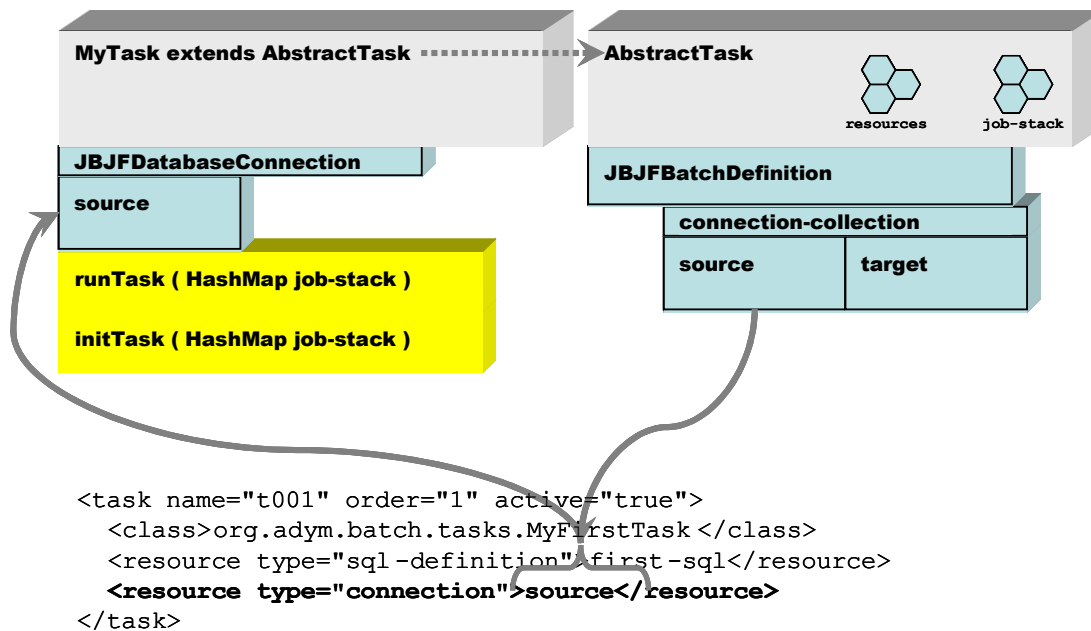 MyTask extends AbstractTask
AbstractTask
resources
job-stack
JBJFDatabaseConnection
source
JBJFBatchDefinition
connection-collection
source
target
runTask ( HashMap job-stack )
initTask ( HashMap job-stack )
<task name="t001" order="1" active="true">
<class>org.adym.batch.tasks.MyFirstTask </class>
<resource type="sql-definition">first-sql</resource>
<resource type="connection">source</resource>
</task>